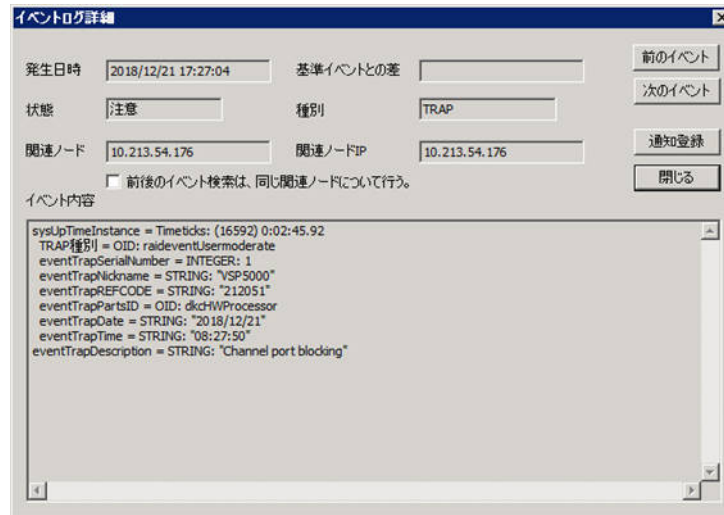 イベントログ詳細
発生日時 2018/12/21 17:27:04 基準イベントとの差 前のイベント
次のイベント
状態 注意 種別 TRAP
通知登録
関連ノード 10.213.54.176 関連ノードIP 10.213.54.176
閉じる
前後のイベント検索は、同じ関連ノードについて行う。
イベント内容
sysUpTimeInstance = Timeticks: (16592) 0:02:45.92
TRAP種別 = OID: raideventUsermoderate
eventTrapSerialNumber = INTEGER: 1
eventTrapNickname = STRING: "VSP5000"
eventTrapREFCODE = STRING: "212051"
eventTrapPartsID = OID: dkcHWProcessor
eventTrapDate = STRING: "2018/12/21"
eventTrapTime = STRING: "08:27:50"
eventTrapDescription = STRING: "Channel port blocking"